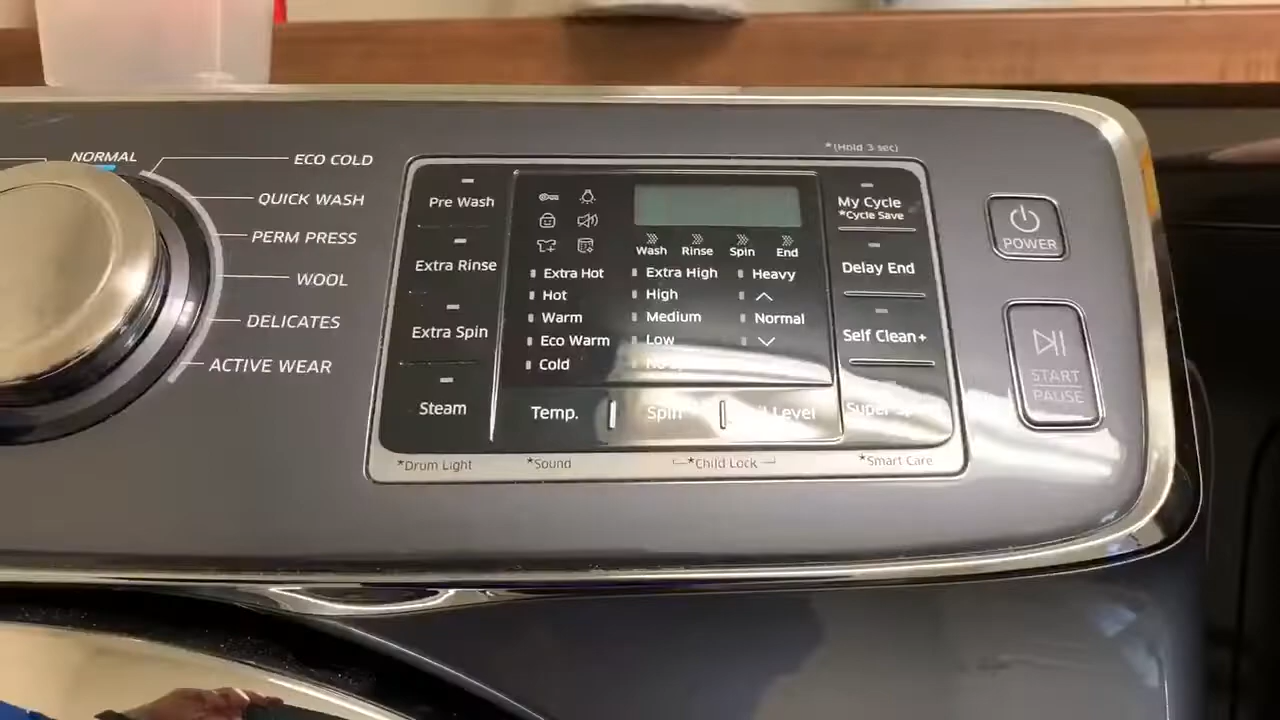 NORMAL
ECO COLD
QUICK WASH
PERM PRESS
WOOL
DELICATES
ACTIVE WEAR
*(Hold 3 sec)
Pre Wash
Extra Rinse
Extra Spin
Steam
Wash Rinse Spin End
Extra Hot Extra High Heavy
Hot High
Warm Medium Normal
Eco Warm Low
Cold
Temp. Spin Level
My Cycle
*Cycle Save
Delay End
Self Clean+
Super
*Drum Light *Sound *Child Lock *Smart Care
POWER
START
PAUSE